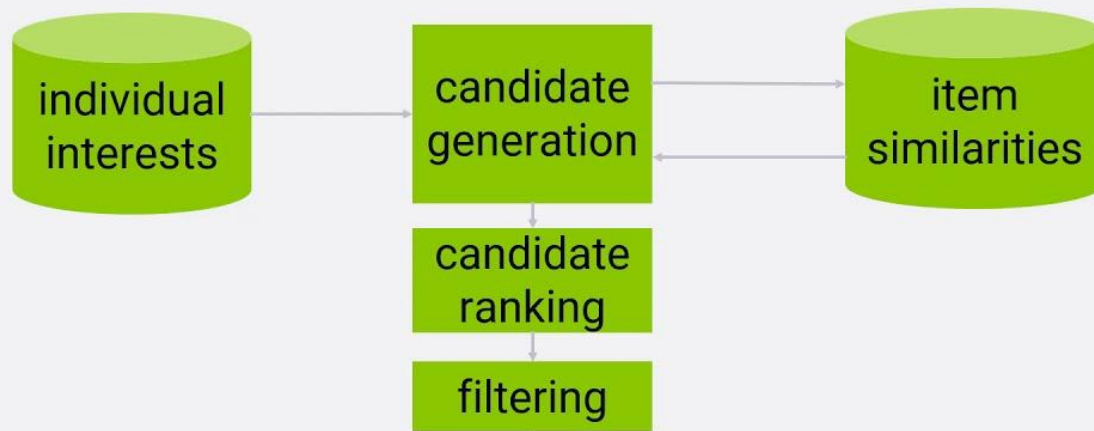 individual
interests
candidate
generation
item
similarities
candidate
ranking
filtering